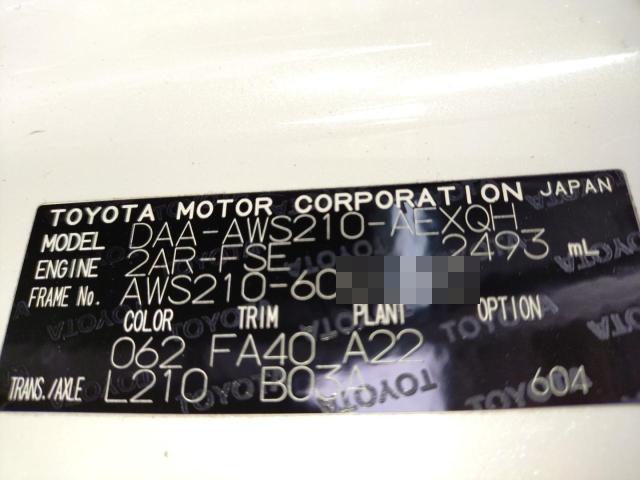 TOYOTA MOTOR CORPORATION JAPAN
MODEL DAA-AWS210-AEXQH
ENGINE 2AR-FSE 2493 mL
FRAME No. AWS210-60
COLOR TRIM PLANT OPTION
062 FA40 A22
TRANS./AXLE L210 B03A 604